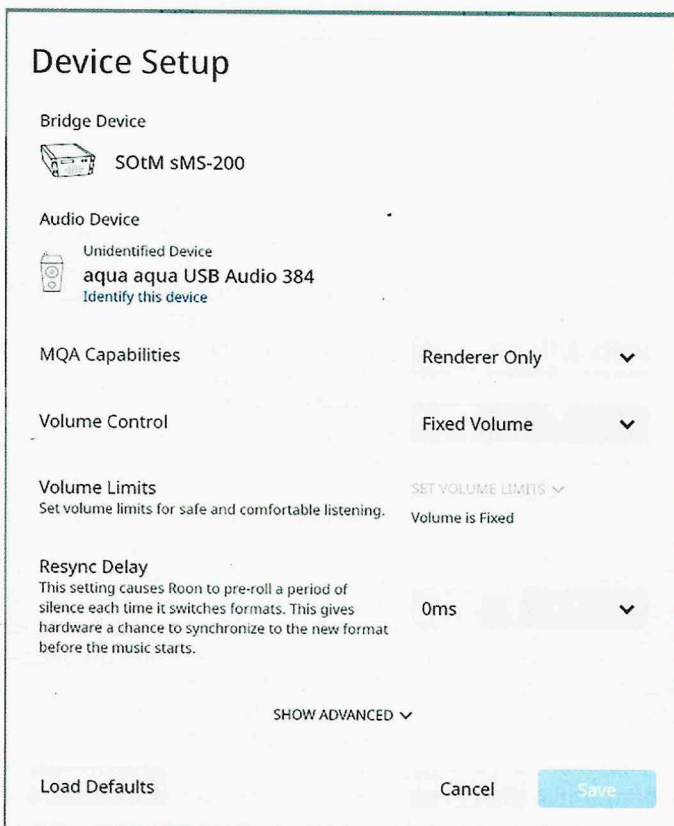 Device Setup
Bridge Device
SOtM sMS-200
Audio Device
Unidentified Device
aqua aqua USB Audio 384
Identify this device
MQA Capabilities
Renderer Only
Volume Control
Fixed Volume
Volume Limits
SET VOLUME LIMITS
Set volume limits for safe and comfortable listening.
Volume is Fixed
Resync Delay
This setting causes Roon to pre-roll a period of
silence each time it switches formats. This gives
hardware a chance to synchronize to the new format
before the music starts.
0ms
SHOW ADVANCED
Load Defaults
Cancel
Save